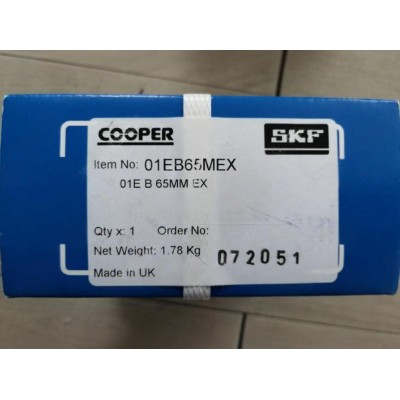 COOPER SKF
Item No: 01EB65MEX
01E B 65MM EX
Qty x: 1 Order No:
Net Weight: 1.78 Kg
072051
Made in UK